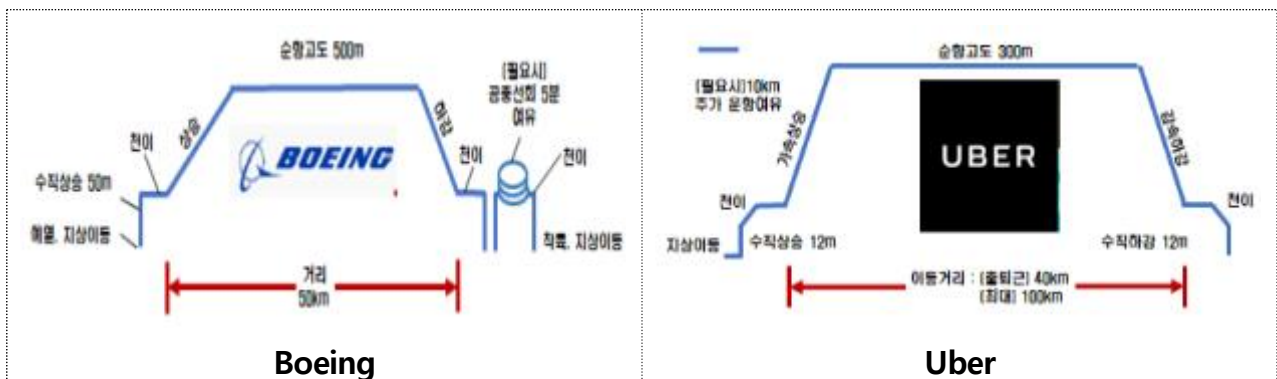 순항고도 500m
(필요시)
공중선회 5분
여유
상승
하강
천이
천이
천이
BOEING
수직상승 50m
예열, 지상이동
착륙, 지상이동
거리
50km
Boeing
순항고도 300m
(필요시)10km
추가 운항여유
가속상승
감속하강
UBER
천이
천이
지상이동
수직상승 12m
수직하강 12m
이동거리 : (출퇴근) 40km
(최대) 100km
Uber